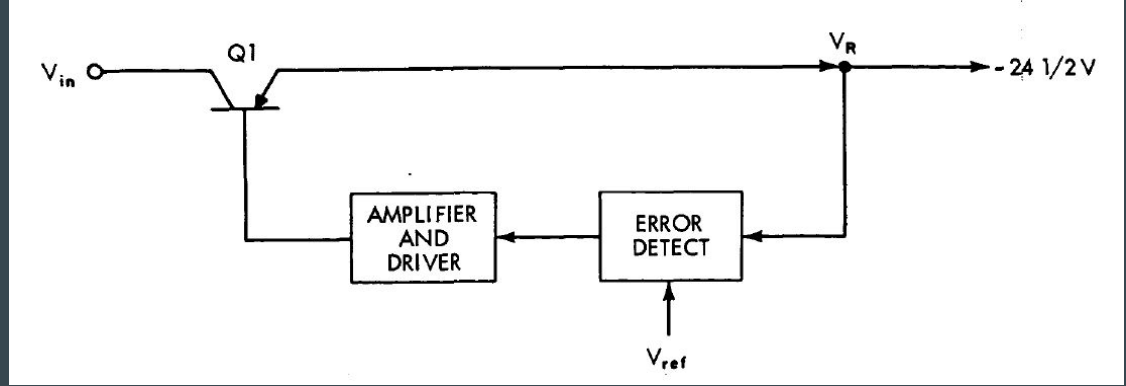 Q1
V_R
V_in
- 24 1/2 V
AMPLIFIER
AND
DRIVER
ERROR
DETECT
V_ref